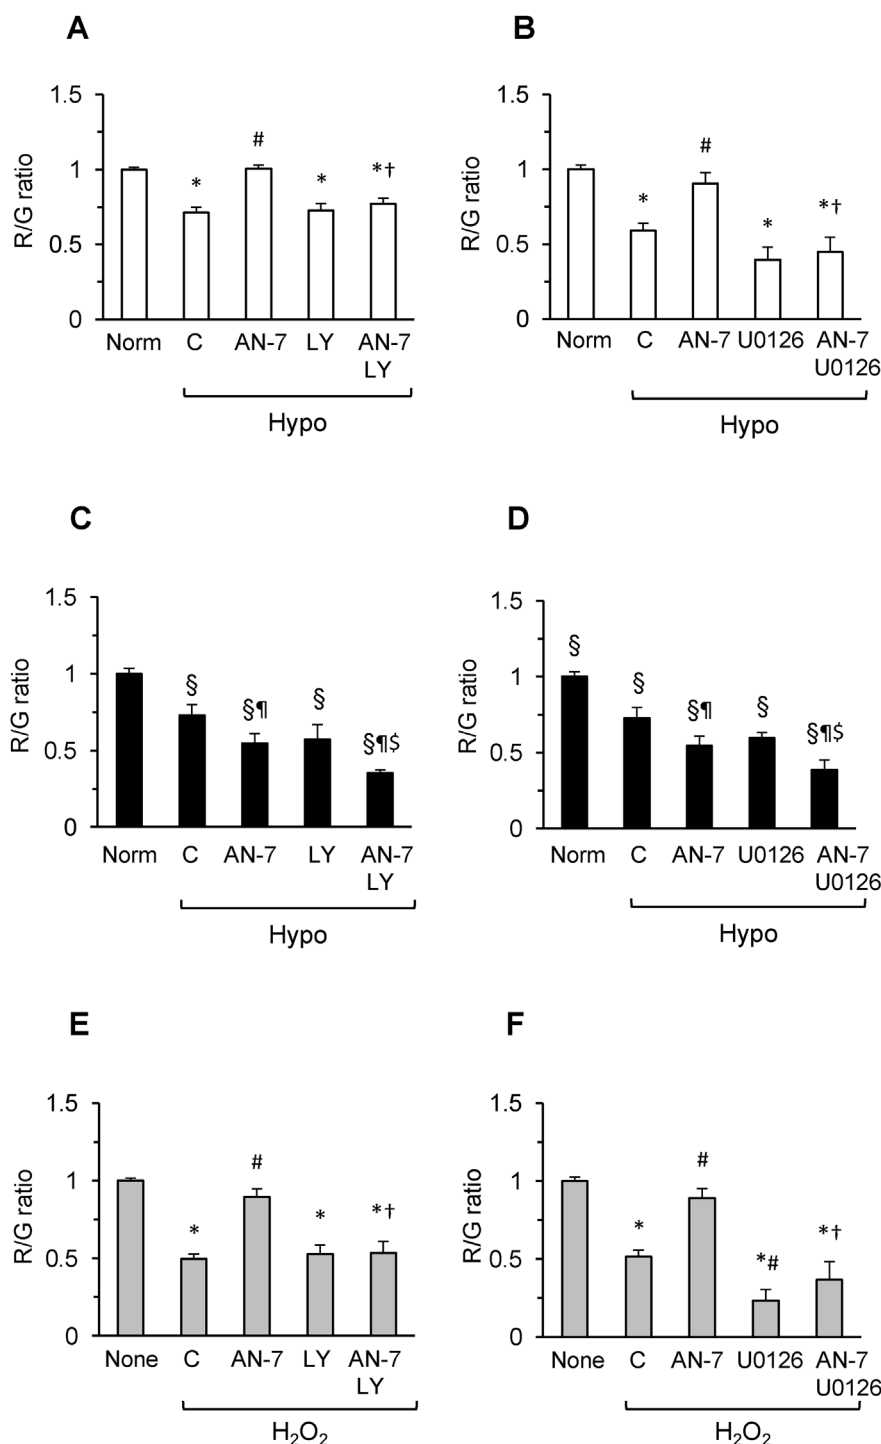 A
R/G ratio
1.5
1
0.5
0
*
#
*
*†
Norm
C
AN-7
LY
AN-7
LY
Hypo
B
R/G ratio
1.5
1
0.5
0
*
#
*
*†
Norm
C
AN-7
U0126
AN-7
U0126
Hypo
C
R/G ratio
1.5
1
0.5
0
§
§¶
§
§¶$
Norm
C
AN-7
LY
AN-7
LY
Hypo
D
R/G ratio
1.5
1
0.5
0
§
§
§¶
§
§¶$
Norm
C
AN-7
U0126
AN-7
U0126
Hypo
E
R/G ratio
1.5
1
0.5
0
*
#
*
*†
None
C
AN-7
LY
AN-7
LY
H₂O₂
F
R/G ratio
1.5
1
0.5
0
*
#
*#
*†
None
C
AN-7
U0126
AN-7
U0126
H₂O₂